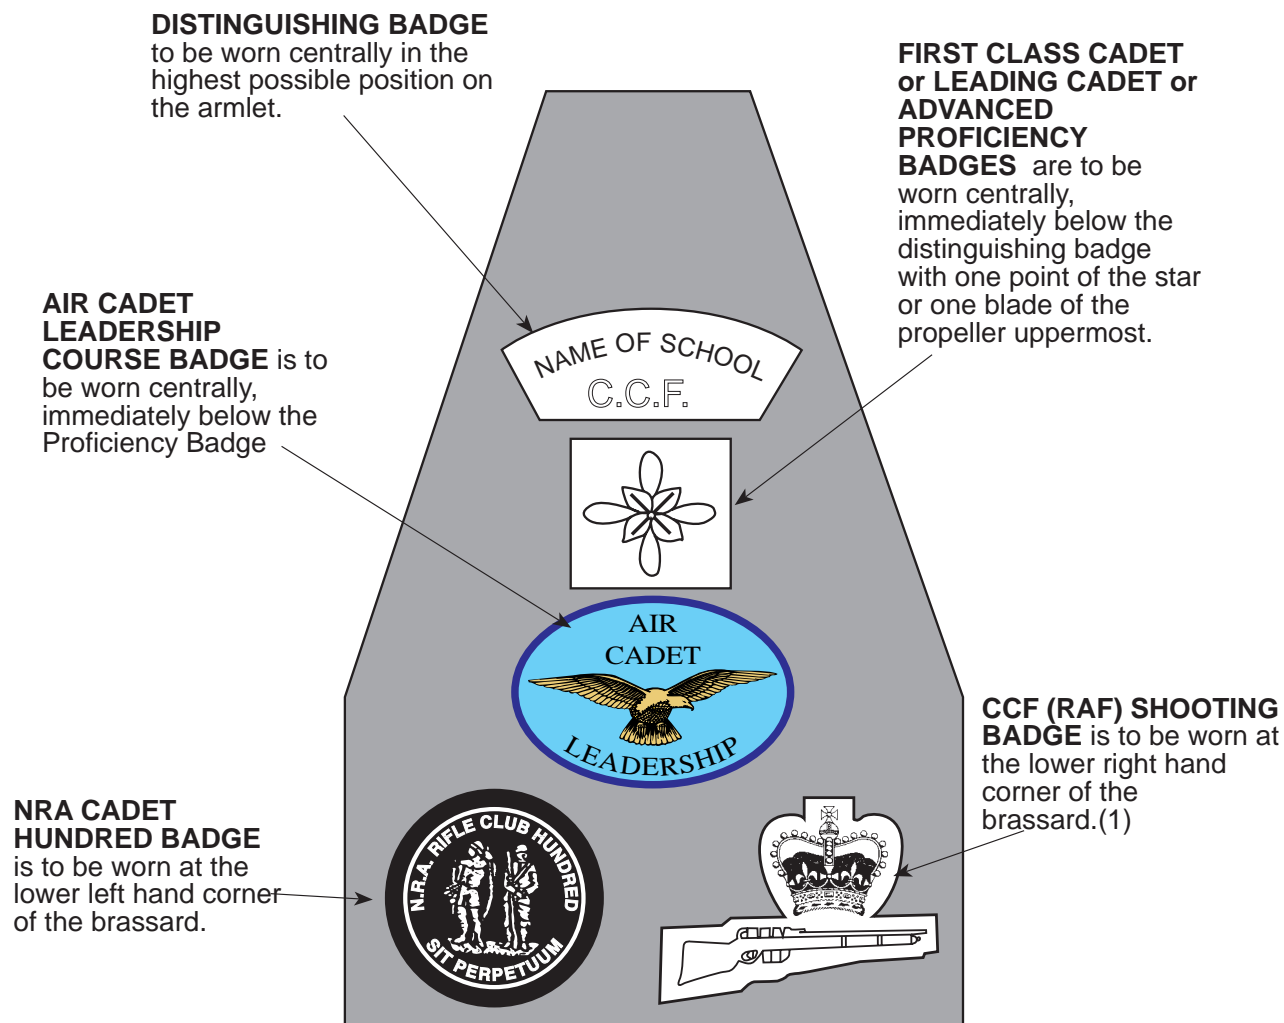 DISTINGUISHING BADGE
to be worn centrally in the
highest possible position on
the armlet.
FIRST CLASS CADET
or LEADING CADET or
ADVANCED
PROFICIENCY
BADGES are to be
worn centrally,
immediately below the
distinguishing badge
with one point of the star
or one blade of the
propeller uppermost.
AIR CADET
LEADERSHIP
COURSE BADGE is to
be worn centrally,
immediately below the
Proficiency Badge
NAME OF SCHOOL
C.C.F.
AIR
CADET
LEADERSHIP
CCF (RAF) SHOOTING
BADGE is to be worn at
the lower right hand
corner of the
brassard.(1)
NRA CADET
HUNDRED BADGE
is to be worn at the
lower left hand corner
of the brassard.
N.R.A. RIFLE CLUB HUNDRED
SIT PERPETUUM